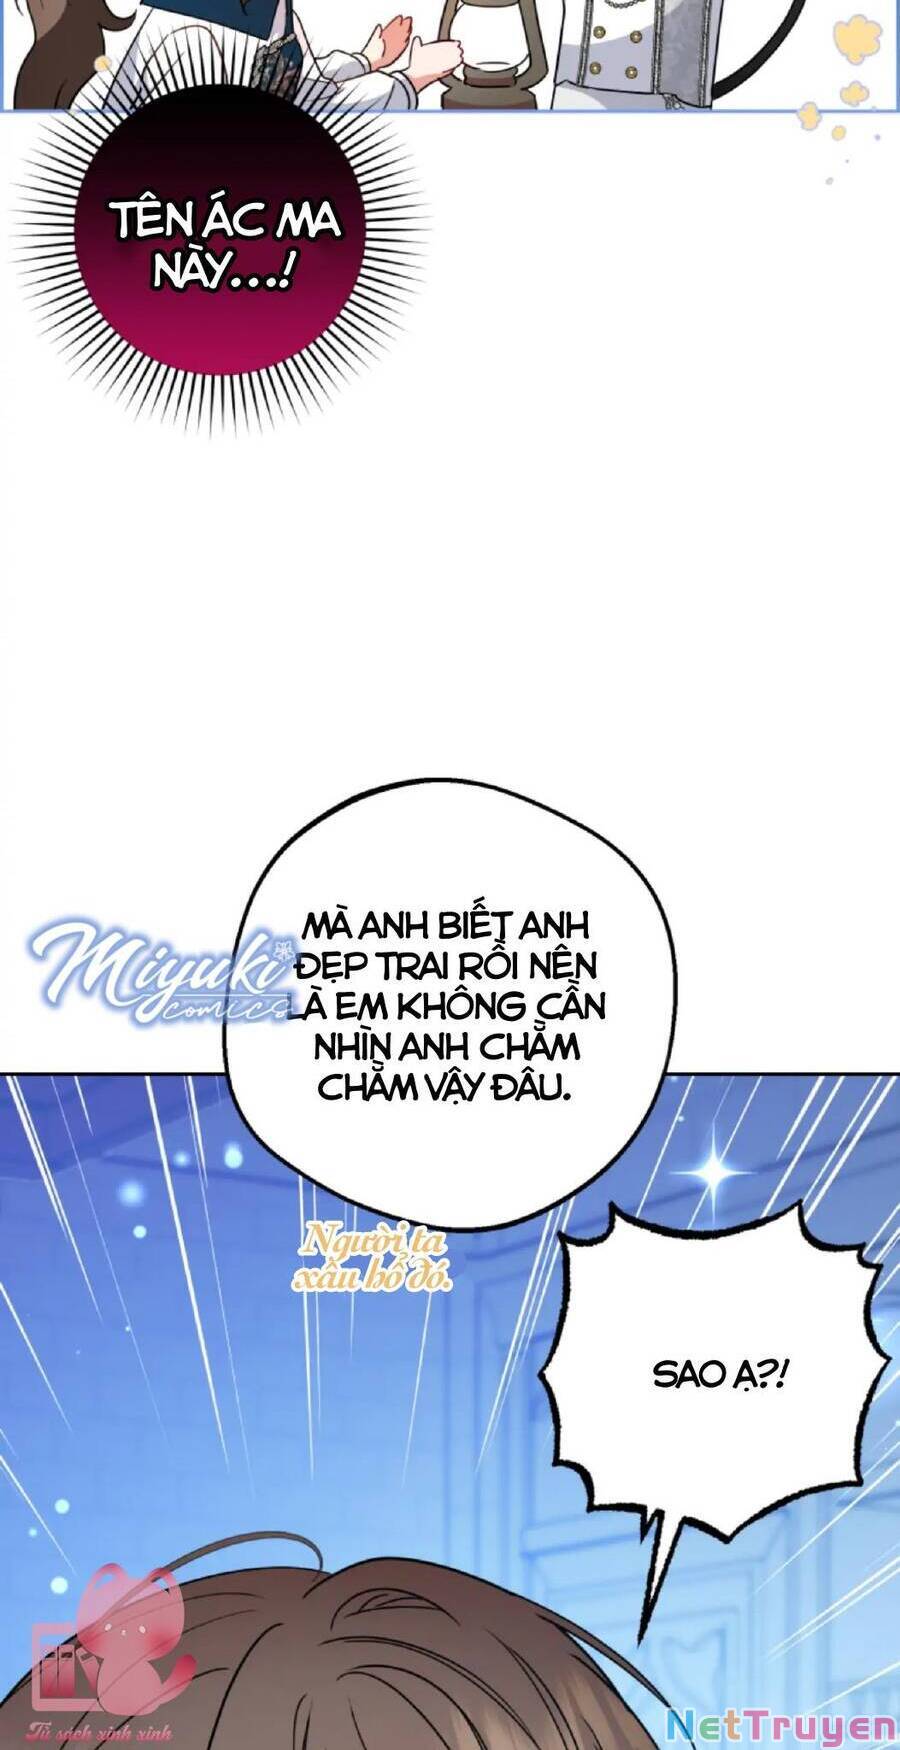 TÊN ÁC MA
NÀY...!
MÀ ANH BIẾT ANH
ĐẸP TRAI RỒI NÊN
LÀ EM KHÔNG CẦN
NHÌN ANH CHẰM
CHẰM VẬY ĐÂU.
Miyuki
comics
Người ta
xấu hổ đó.
SAO Ạ?!
Tủ sách xinh xinh
NetTruyen